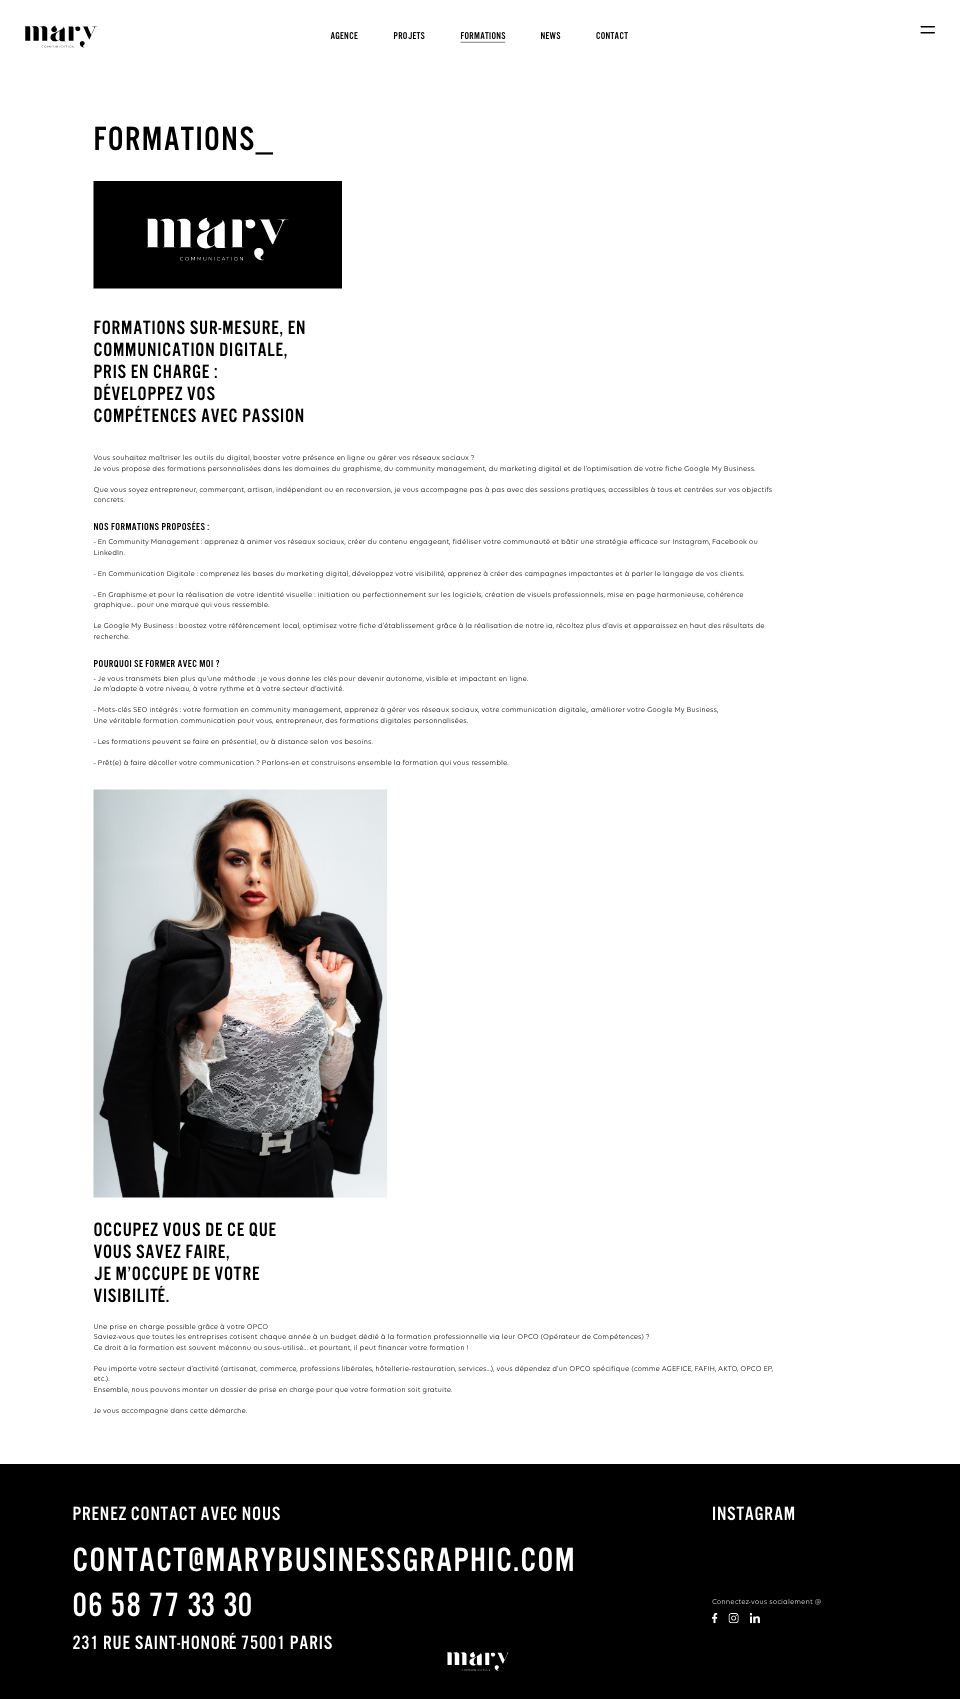 mary
COMMUNICATION
AGENCE
PROJETS
FORMATIONS
NEWS
CONTACT
FORMATIONS_
mary
COMMUNICATION
FORMATIONS SUR-MESURE, EN
COMMUNICATION DIGITALE,
PRIS EN CHARGE :
DÉVELOPPEZ VOS
COMPÉTENCES AVEC PASSION
Vous souhaitez maîtriser les outils du digital, booster votre présence en ligne ou gérer vos réseaux sociaux ?
Je vous propose des formations personnalisées dans les domaines du graphisme, du community management, du marketing digital et de l'optimisation de votre fiche Google My Business.
Que vous soyez entrepreneur, commerçant, artisan, indépendant ou en reconversion, je vous accompagne pas à pas avec des sessions pratiques, accessibles à tous et centrées sur vos objectifs
concrets.
NOS FORMATIONS PROPOSÉES :
- En Community Management : apprenez à animer vos réseaux sociaux, créer du contenu engageant, fidéliser votre communauté et bâtir une stratégie efficace sur Instagram, Facebook ou
LinkedIn.
- En Communication Digitale : comprenez les bases du marketing digital, développez votre visibilité, apprenez à créer des campagnes impactantes et à parler le langage de vos clients.
- En Graphisme et pour la réalisation de votre identité visuelle : initiation ou perfectionnement sur les logiciels, création de visuels professionnels, mise en page harmonieuse, cohérence
graphique... pour une marque qui vous ressemble.
Le Google My Business : boostez votre référencement local, optimisez votre fiche d'établissement grâce à la réalisation de notre ia, récoltez plus d'avis et apparaissez en haut des résultats de
recherche.
POURQUOI SE FORMER AVEC MOI ?
- Je vous transmets bien plus qu'une méthode : je vous donne les clés pour devenir autonome, visible et impactant en ligne.
Je m'adapte à votre niveau, à votre rythme et à votre secteur d'activité.
- Mots-clés SEO intégrés : votre formation en community management, apprenez à gérer vos réseaux sociaux, votre communication digitale,, améliorer votre Google My Business,
Une véritable formation communication pour vous, entrepreneur, des formations digitales personnalisées.
- Les formations peuvent se faire en présentiel, ou à distance selon vos besoins.
- Prêt(e) à faire décoller votre communication ? Parlons-en et construisons ensemble la formation qui vous ressemble.
OCCUPEZ VOUS DE CE QUE
VOUS SAVEZ FAIRE,
JE M'OCCUPE DE VOTRE
VISIBILITÉ.
Une prise en charge possible grâce à votre OPCO
Saviez-vous que toutes les entreprises cotisent chaque année à un budget dédié à la formation professionnelle via leur OPCO (Opérateur de Compétences) ?
Ce droit à la formation est souvent méconnu ou sous-utilisé... et pourtant, il peut financer votre formation !
Peu importe votre secteur d'activité (artisanat, commerce, professions libérales, hôtellerie-restauration, services...), vous dépendez d'un OPCO spécifique (comme AGEFICE, FAFIH, AKTO, OPCO EP,
etc.).
Ensemble, nous pouvons monter un dossier de prise en charge pour que votre formation soit gratuite.
Je vous accompagne dans cette démarche.
PRENEZ CONTACT AVEC NOUS
CONTACT@MARYBUSINESSGRAPHIC.COM
06 58 77 33 30
231 RUE SAINT-HONORÉ 75001 PARIS
INSTAGRAM
Connectez-vous socialement @
mary
COMMUNICATION